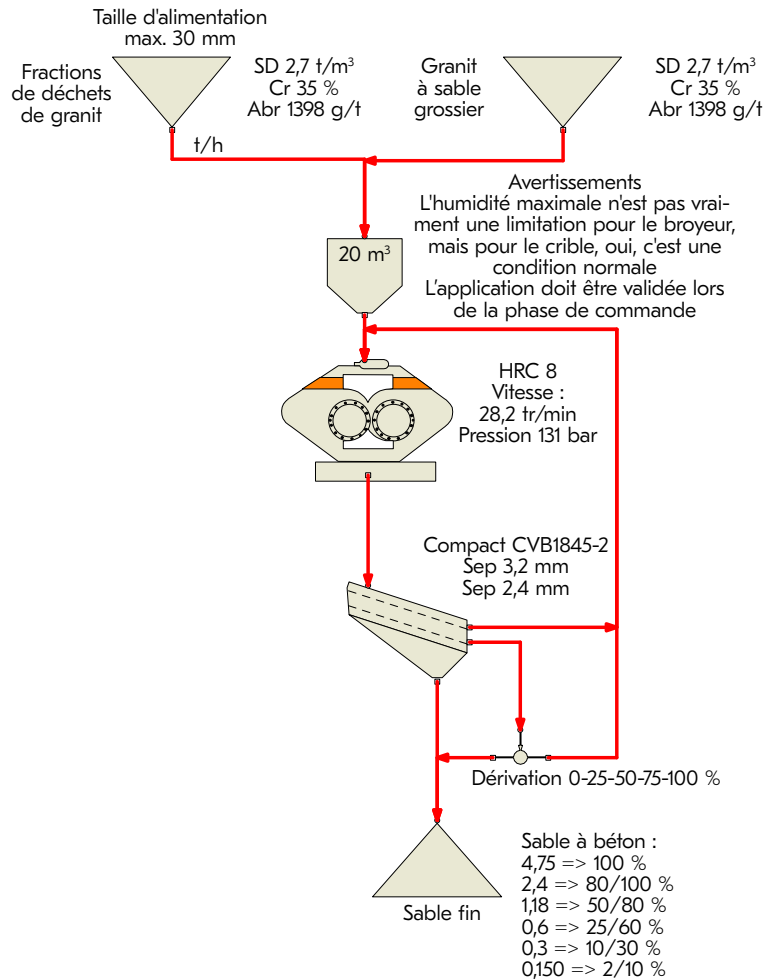 Taille d'alimentation
max. 30 mm
Fractions
de déchets
de granit
SD 2,7 t/m³
Cr 35 %
Abr 1398 g/t
Granit
à sable
grossier
SD 2,7 t/m³
Cr 35 %
Abr 1398 g/t
t/h
Avertissements
L'humidité maximale n'est pas vrai-
ment une limitation pour le broyeur,
mais pour le crible, oui, c'est une
condition normale
L'application doit être validée lors
de la phase de commande
20 m³
HRC 8
Vitesse :
28,2 tr/min
Pression 131 bar
Compact CVB1845-2
Sep 3,2 mm
Sep 2,4 mm
Dérivation 0-25-50-75-100 %
Sable fin
Sable à béton :
4,75 => 100 %
2,4 => 80/100 %
1,18 => 50/80 %
0,6 => 25/60 %
0,3 => 10/30 %
0,150 => 2/10 %